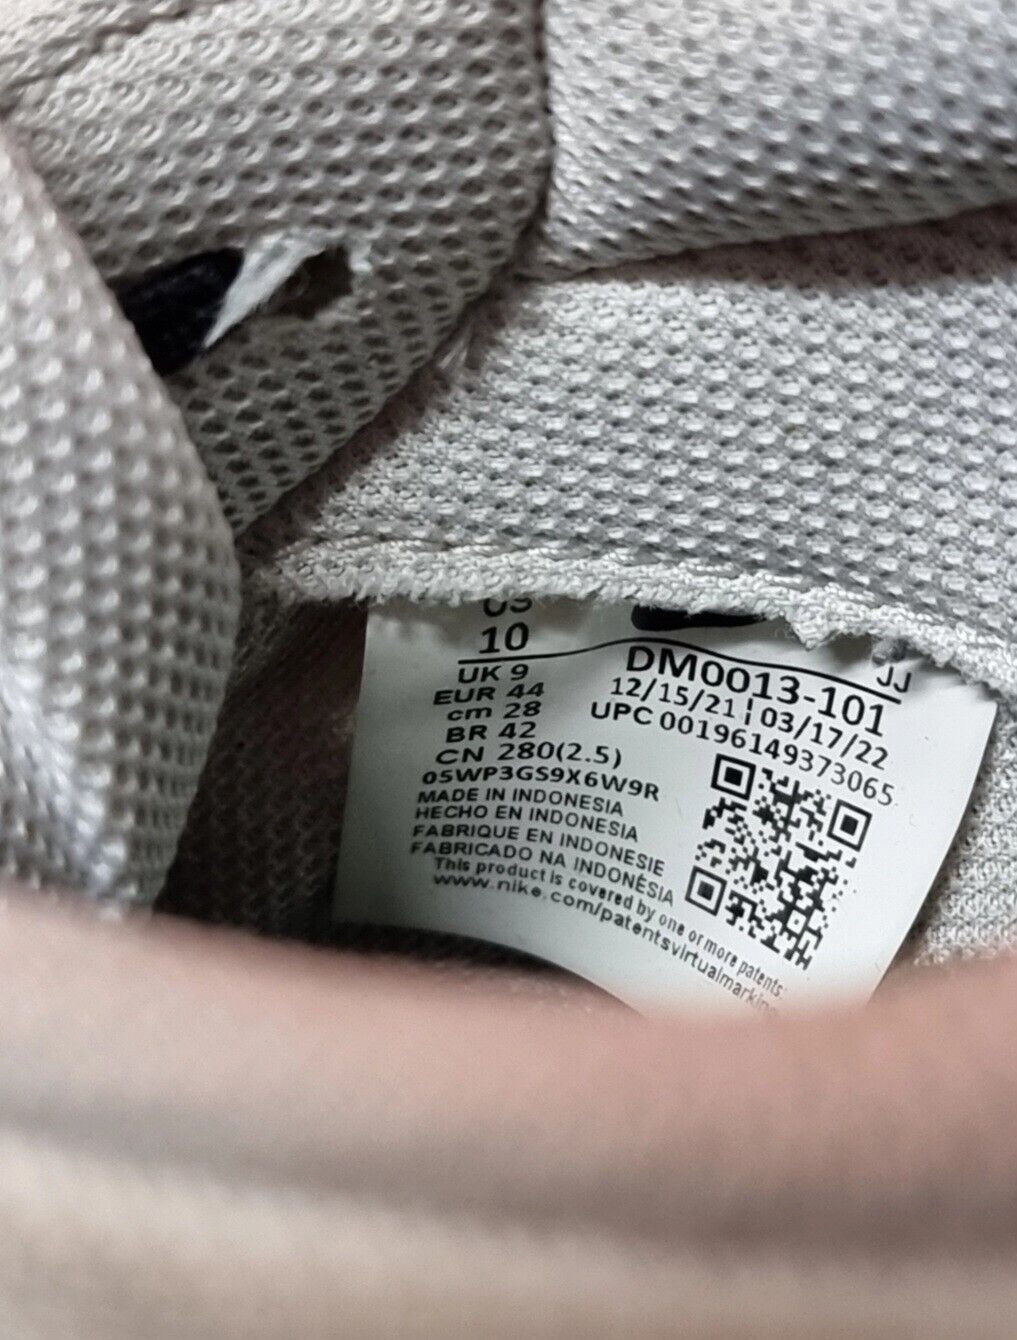 US
10
UK 9
EUR 44
cm 28
BR 42
CN 280(2.5)
05WP3GS9X6W9R
MADE IN INDONESIA
HECHO EN INDONESIA
FABRIQUE EN INDONESIE
FABRICADO NA INDONÉSIA
This product is covered by one or more patents:
www.nike.com/patentsvirtualmarking
JJ
DM0013-101
12/15/21¦03/17/22
UPC 00196149373065